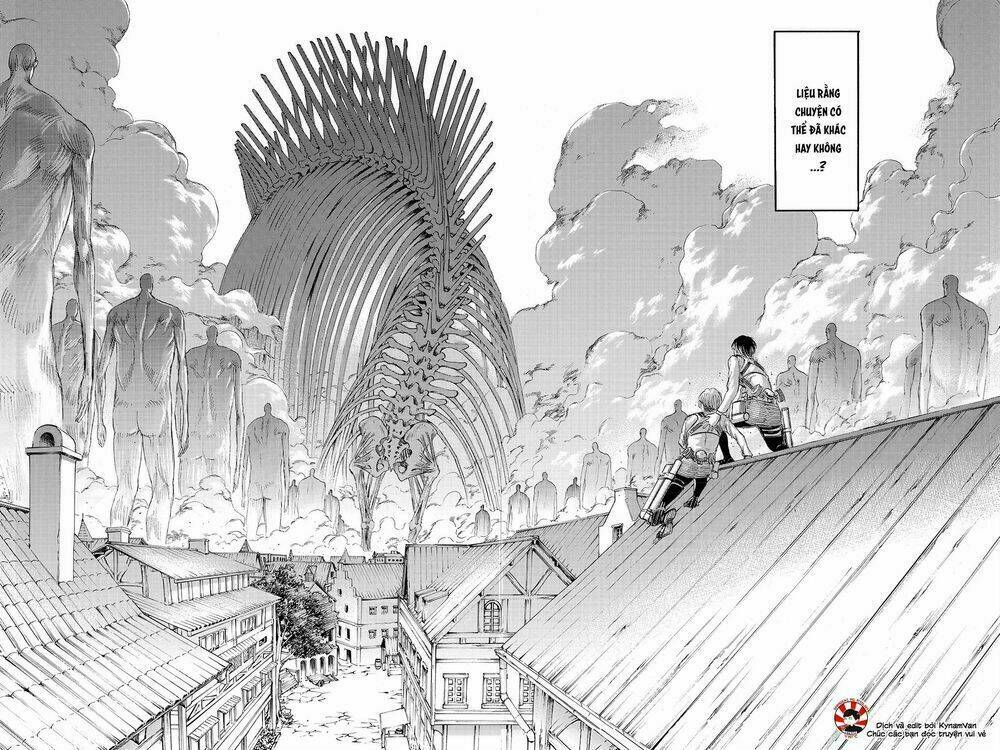 LIỆU RẰNG
CHUYỆN CÓ
THỂ ĐÃ KHÁC
HAY KHÔNG
...?
Dịch và edit bởi KynamVan
Chúc các bạn đọc truyện vui vẻ